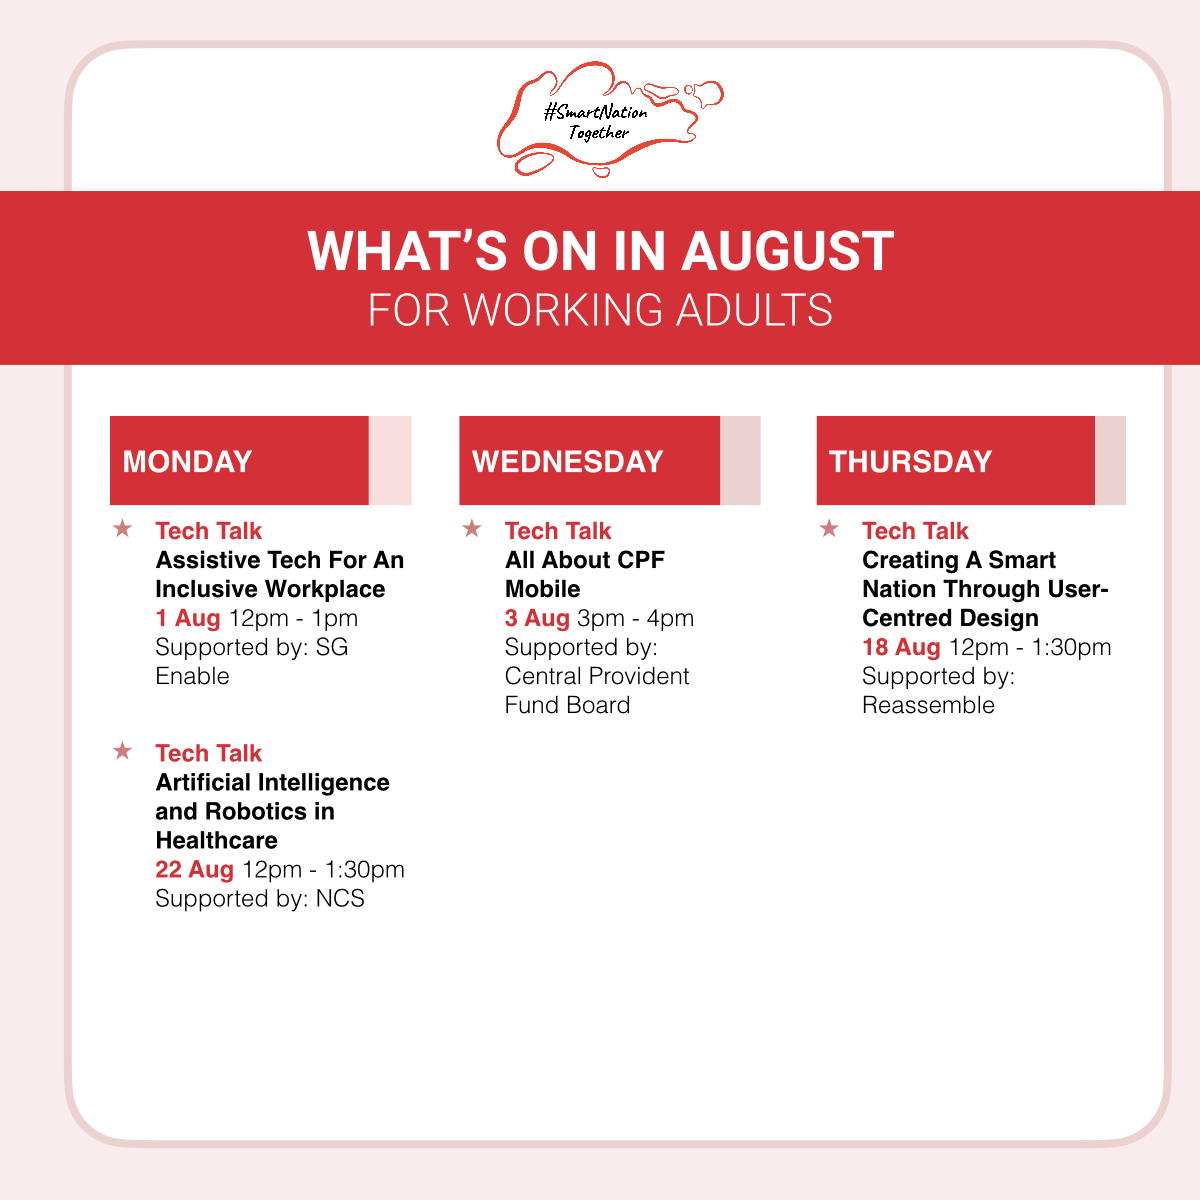 #SmartNation
Together
WHAT’S ON IN AUGUST
FOR WORKING ADULTS
MONDAY
★ Tech Talk
Assistive Tech For An
Inclusive Workplace
1 Aug 12pm - 1pm
Supported by: SG
Enable
★ Tech Talk
Artificial Intelligence
and Robotics in
Healthcare
22 Aug 12pm - 1:30pm
Supported by: NCS
WEDNESDAY
★ Tech Talk
All About CPF
Mobile
3 Aug 3pm - 4pm
Supported by:
Central Provident
Fund Board
THURSDAY
★ Tech Talk
Creating A Smart
Nation Through User-
Centred Design
18 Aug 12pm - 1:30pm
Supported by:
Reassemble